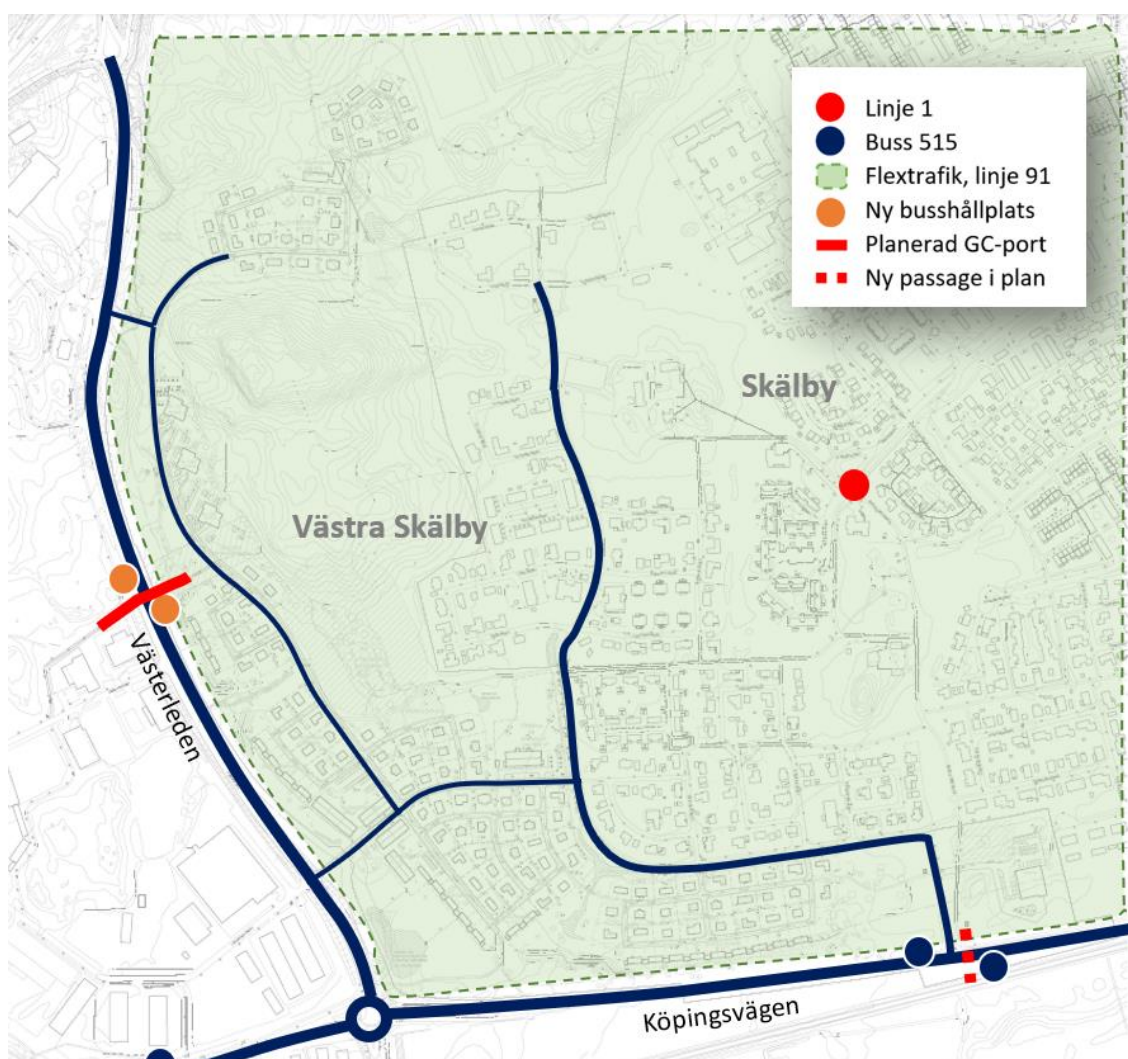 Linje 1
Buss 515
Flextrafik, linje 91
Ny busshållplats
Planerad GC-port
Ny passage i plan
Skälby
Västra Skälby
Västerleden
Köpingsvägen